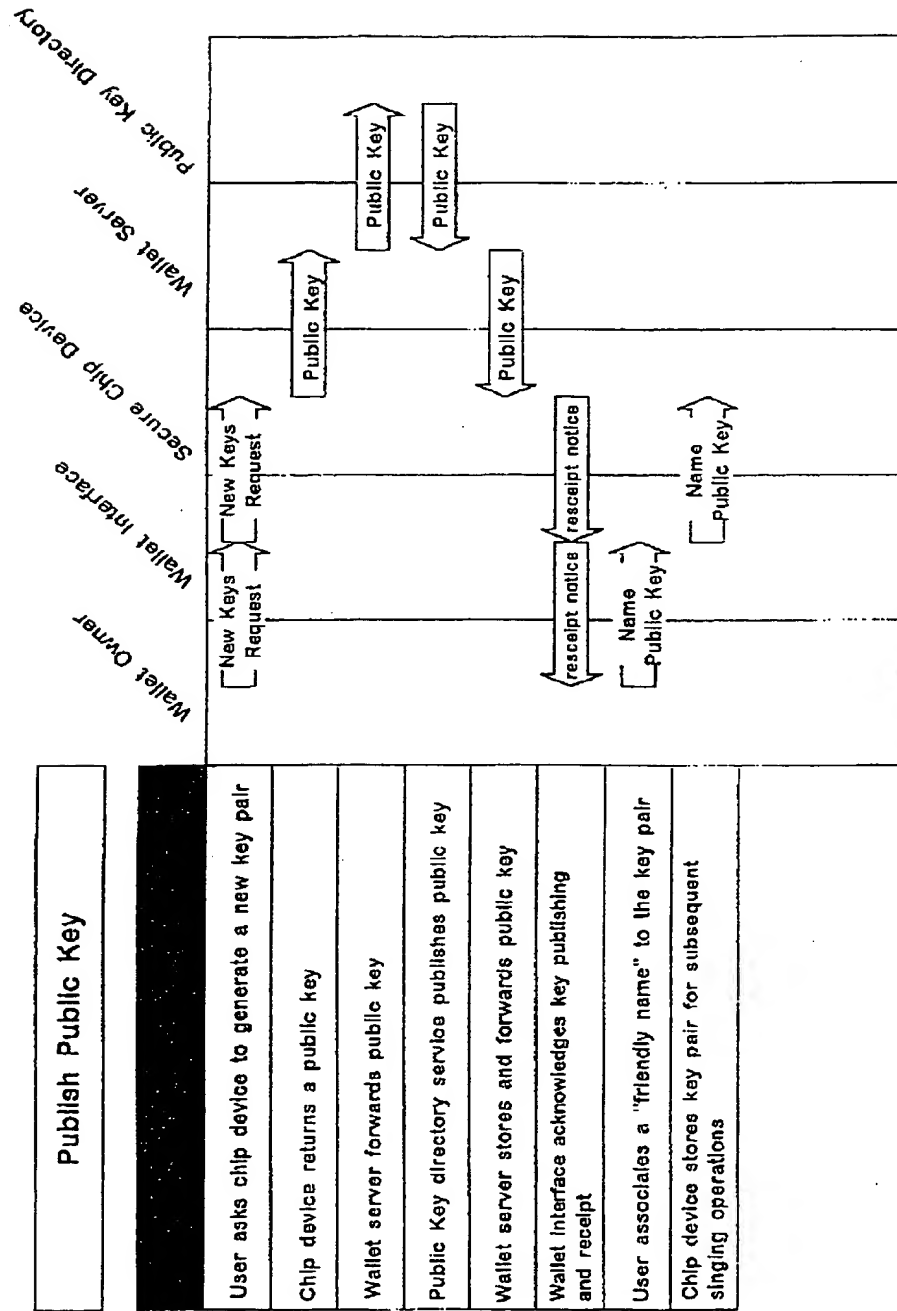 Publish Public Key
Wallet Owner
Wallet Interface
Secure Chip Device
Wallet Server
Public Key Directory
User asks chip device to generate a new key pair
New Keys
Request
New Keys
Request
Chip device returns a public key
Public Key
Wallet server forwards public key
Public Key
Public Key directory service publishes public key
Public Key
Wallet server stores and forwards public key
Public Key
Wallet Interface acknowledges key publishing
and receipt
resceipt notice
resceipt notice
User associales a "friendly name" to the key pair
Name
Public Key
Chip device stores key pair for subsequent
singing operations
Name
Public Key